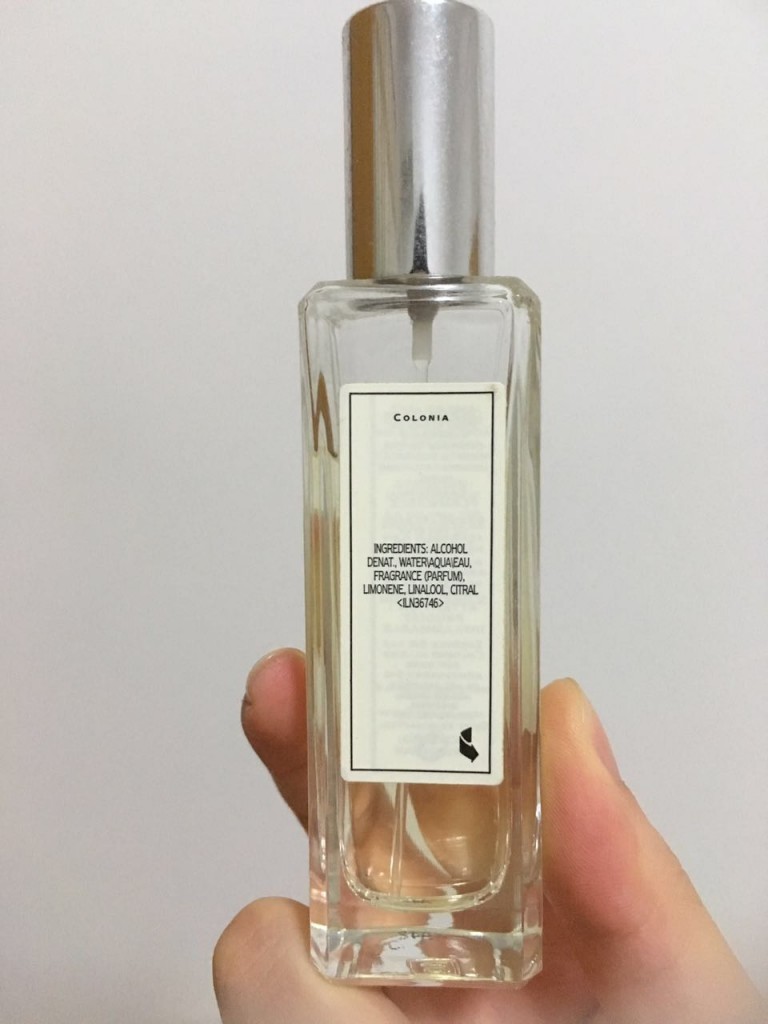 COLONIA
INGREDIENTS: ALCOHOL
DENAT., WATER\AQUA\EAU,
FRAGRANCE (PARFUM),
LIMONENE, LINALOOL, CITRAL
<ILN36746>